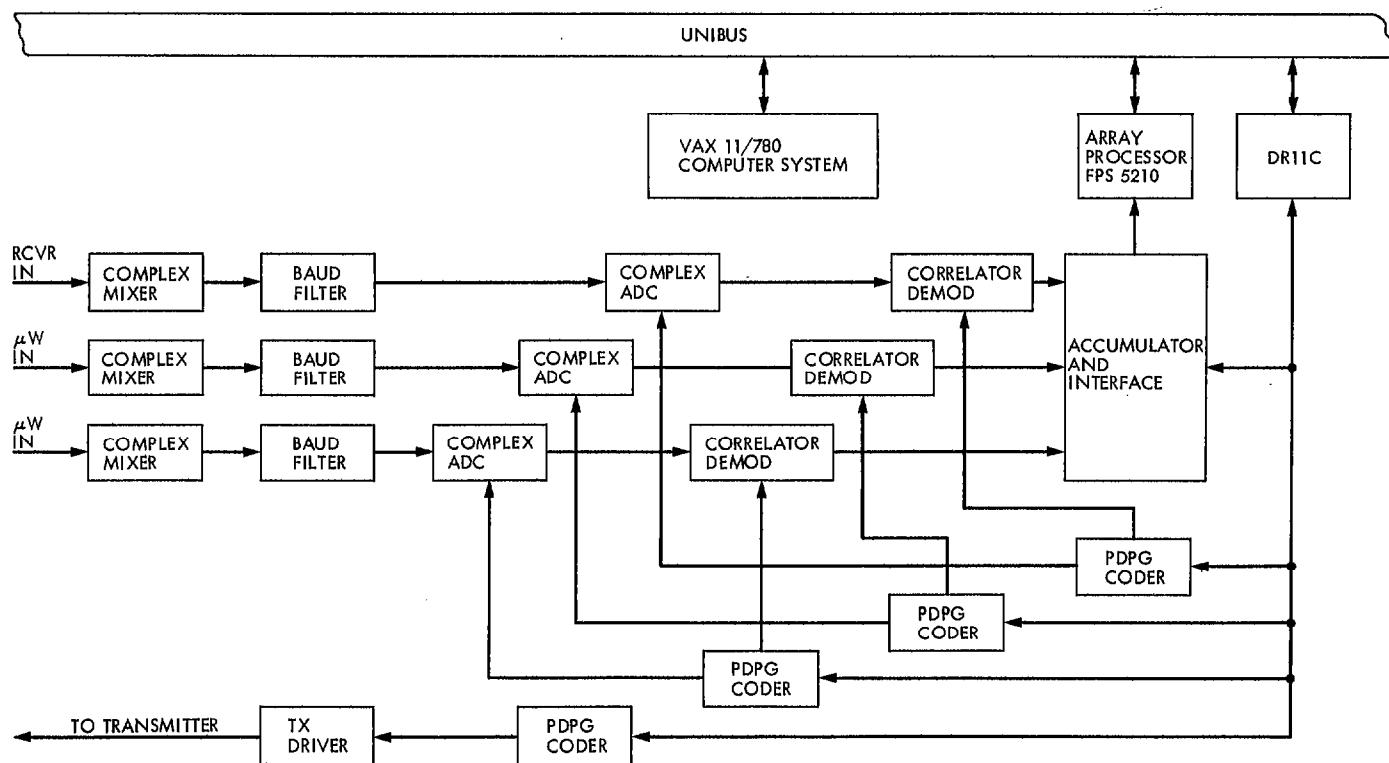 UNIBUS
VAX 11/780
COMPUTER SYSTEM
ARRAY
PROCESSOR
FPS 5210
DR11C
RCVR
IN
COMPLEX
MIXER
BAUD
FILTER
COMPLEX
ADC
CORRELATOR
DEMOD
ACCUMULATOR
AND
INTERFACE
μW
IN
COMPLEX
MIXER
BAUD
FILTER
COMPLEX
ADC
CORRELATOR
DEMOD
μW
IN
COMPLEX
MIXER
BAUD
FILTER
COMPLEX
ADC
CORRELATOR
DEMOD
PDPG
CODER
PDPG
CODER
PDPG
CODER
TO TRANSMITTER
TX
DRIVER
PDPG
CODER